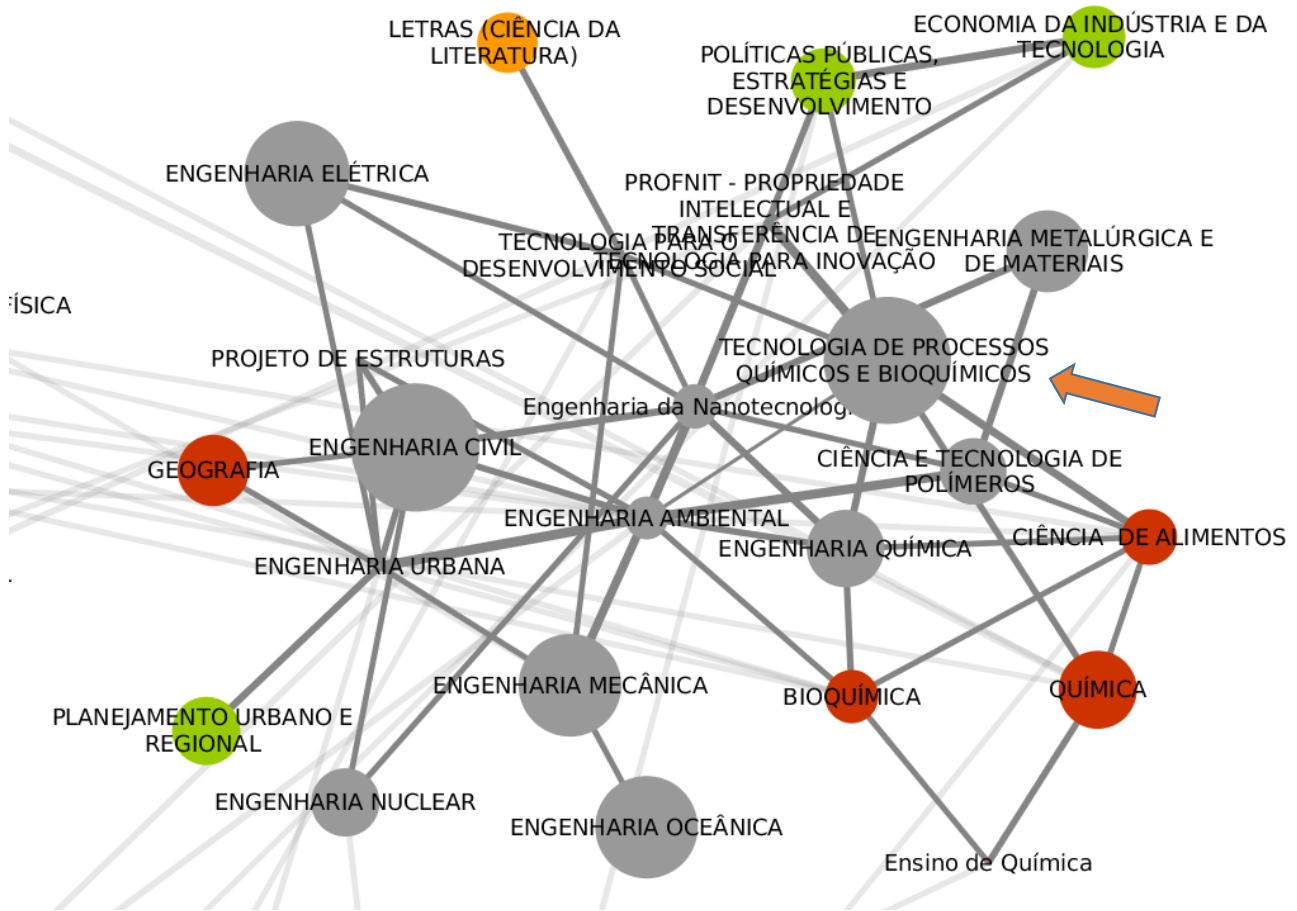 LETRAS (CIÊNCIA DA
LITERATURA)
POLÍTICAS PÚBLICAS,
ESTRATÉGIAS E
DESENVOLVIMENTO
ECONOMIA DA INDÚSTRIA E DA
TECNOLOGIA
ENGENHARIA ELÉTRICA
PROFNIT - PROPRIEDADE
INTELECTUAL E
TRANSFERÊNCIA DE
TECNOLOGIA PARA INOVAÇÃO
TECNOLOGIA PARA O
DESENVOLVIMENTO SOCIAL
ENGENHARIA METALÚRGICA E
DE MATERIAIS
FÍSICA
PROJETO DE ESTRUTURAS
TECNOLOGIA DE PROCESSOS
QUÍMICOS E BIOQUÍMICOS
Engenharia da Nanotecnologi
ENGENHARIA CIVIL
GEOGRAFIA
CIÊNCIA E TECNOLOGIA DE
POLÍMEROS
ENGENHARIA AMBIENTAL
ENGENHARIA QUÍMICA
CIÊNCIA DE ALIMENTOS
ENGENHARIA URBANA
ENGENHARIA MECÂNICA
BIOQUÍMICA
QUÍMICA
PLANEJAMENTO URBANO E
REGIONAL
ENGENHARIA NUCLEAR
ENGENHARIA OCEÂNICA
Ensino de Química